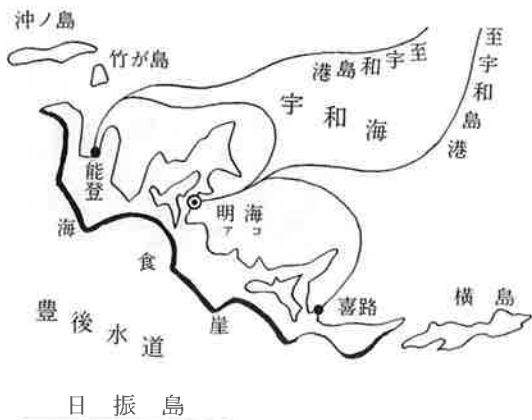 沖ノ島
竹が島
至宇和島港
至宇和島港
宇和海
能登
明海
アコ
海食崖
喜路
横島
豊後水道
日振島